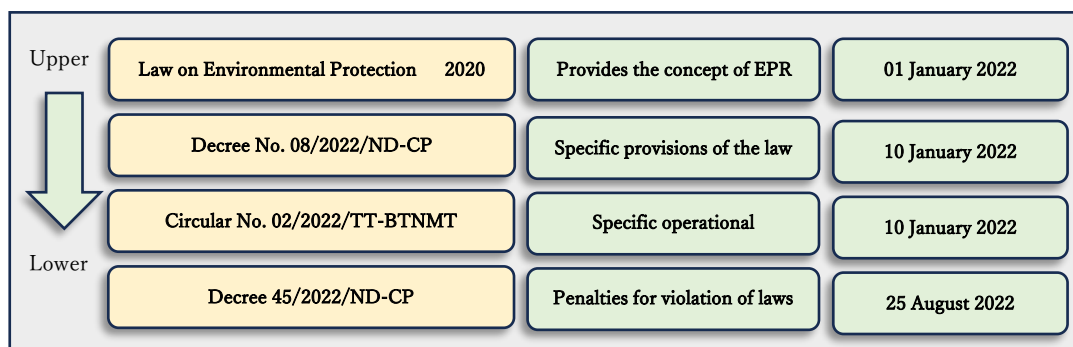 Upper
Law on Environmental Protection 2020
Provides the concept of EPR
01 January 2022
Decree No. 08/2022/ND-CP
Specific provisions of the law
10 January 2022
Circular No. 02/2022/TT-BTNMT
Specific operational
10 January 2022
Lower
Decree 45/2022/ND-CP
Penalties for violation of laws
25 August 2022